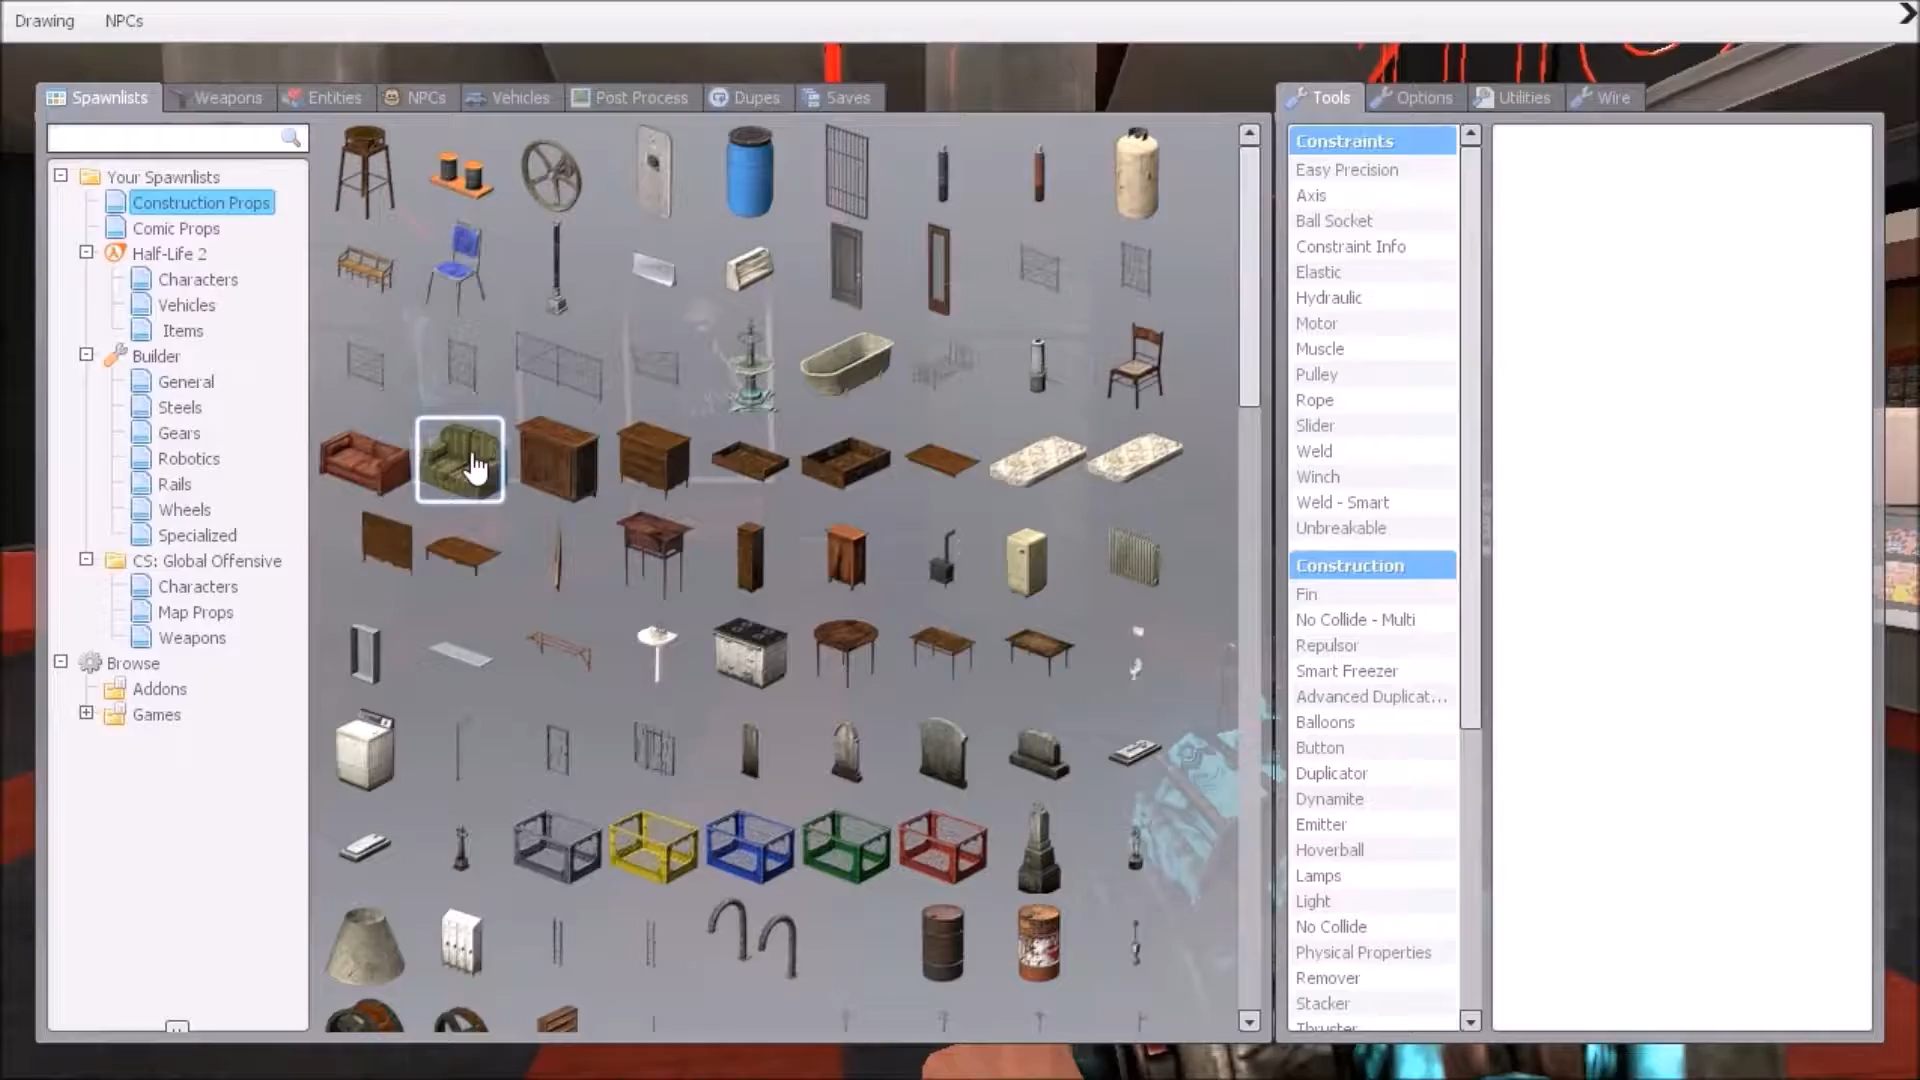 Drawing NPCs
Spawnlists Weapons Entities NPCs Vehicles Post Process Dupes Saves
Your Spawnlists
Construction Props
Comic Props
Half-Life 2
Characters
Vehicles
Items
Builder
General
Steels
Gears
Robotics
Rails
Wheels
Specialized
CS: Global Offensive
Characters
Map Props
Weapons
Browse
Addons
Games
Tools Options Utilities Wire
Constraints
Easy Precision
Axis
Ball Socket
Constraint Info
Elastic
Hydraulic
Motor
Muscle
Pulley
Rope
Slider
Weld
Winch
Weld - Smart
Unbreakable
Construction
Fin
No Collide - Multi
Repulsor
Smart Freezer
Advanced Duplicat...
Balloons
Button
Duplicator
Dynamite
Emitter
Hoverball
Lamps
Light
No Collide
Physical Properties
Remover
Stacker
Thruster